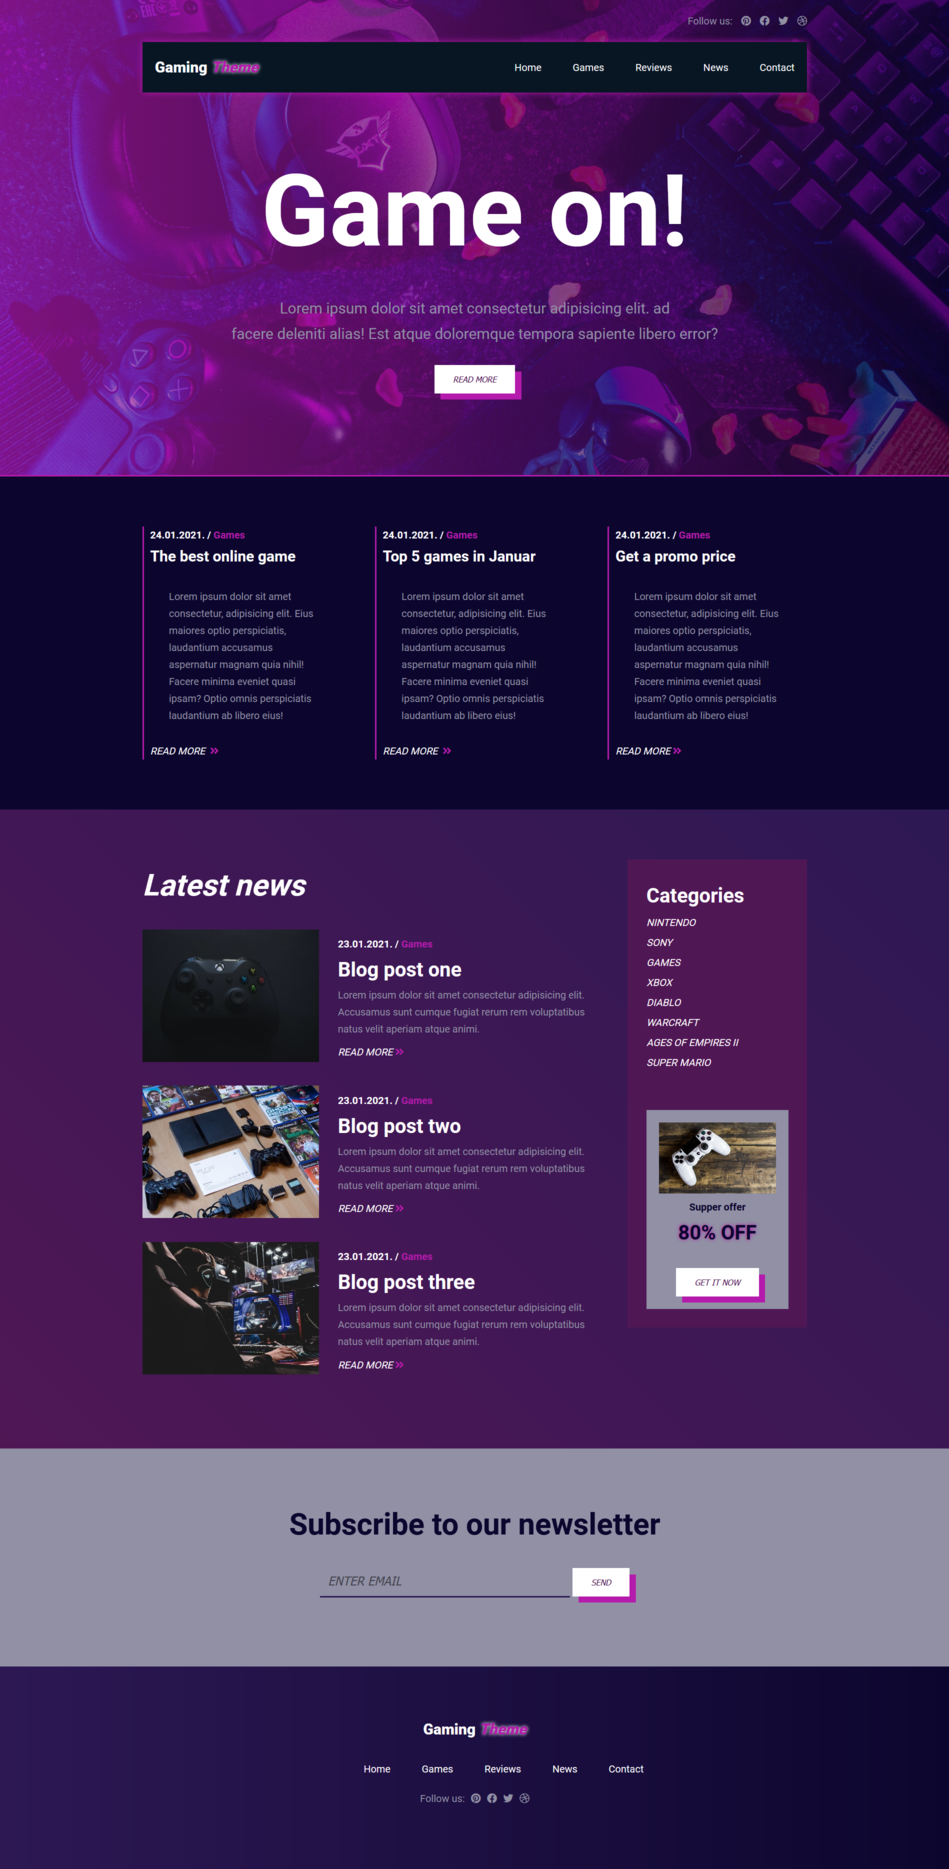 Follow us:
Gaming Theme
Home Games Reviews News Contact
Game on!
Lorem ipsum dolor sit amet consectetur adipisicing elit. ad
facere deleniti alias! Est atque doloremque tempora sapiente libero error?
READ MORE
24.01.2021. / Games
The best online game
Lorem ipsum dolor sit amet
consectetur, adipisicing elit. Eius
maiores optio perspiciatis,
laudantium accusamus
aspernatur magnam quia nihil!
Facere minima eveniet quasi
ipsam? Optio omnis perspiciatis
laudantium ab libero eius!
READ MORE
24.01.2021. / Games
Top 5 games in Januar
Lorem ipsum dolor sit amet
consectetur, adipisicing elit. Eius
maiores optio perspiciatis,
laudantium accusamus
aspernatur magnam quia nihil!
Facere minima eveniet quasi
ipsam? Optio omnis perspiciatis
laudantium ab libero eius!
READ MORE
24.01.2021. / Games
Get a promo price
Lorem ipsum dolor sit amet
consectetur, adipisicing elit. Eius
maiores optio perspiciatis,
laudantium accusamus
aspernatur magnam quia nihil!
Facere minima eveniet quasi
ipsam? Optio omnis perspiciatis
laudantium ab libero eius!
READ MORE
Latest news
23.01.2021. / Games
Blog post one
Lorem ipsum dolor sit amet consectetur adipisicing elit.
Accusamus sunt cumque fugiat rerum rem voluptatibus
natus velit aperiam atque animi.
READ MORE
23.01.2021. / Games
Blog post two
Lorem ipsum dolor sit amet consectetur adipisicing elit.
Accusamus sunt cumque fugiat rerum rem voluptatibus
natus velit aperiam atque animi.
READ MORE
23.01.2021. / Games
Blog post three
Lorem ipsum dolor sit amet consectetur adipisicing elit.
Accusamus sunt cumque fugiat rerum rem voluptatibus
natus velit aperiam atque animi.
READ MORE
Categories
NINTENDO
SONY
GAMES
XBOX
DIABLO
WARCRAFT
AGES OF EMPIRES II
SUPER MARIO
Supper offer
80% OFF
GET IT NOW
Subscribe to our newsletter
ENTER EMAIL
SEND
Gaming Theme
Home Games Reviews News Contact
Follow us: